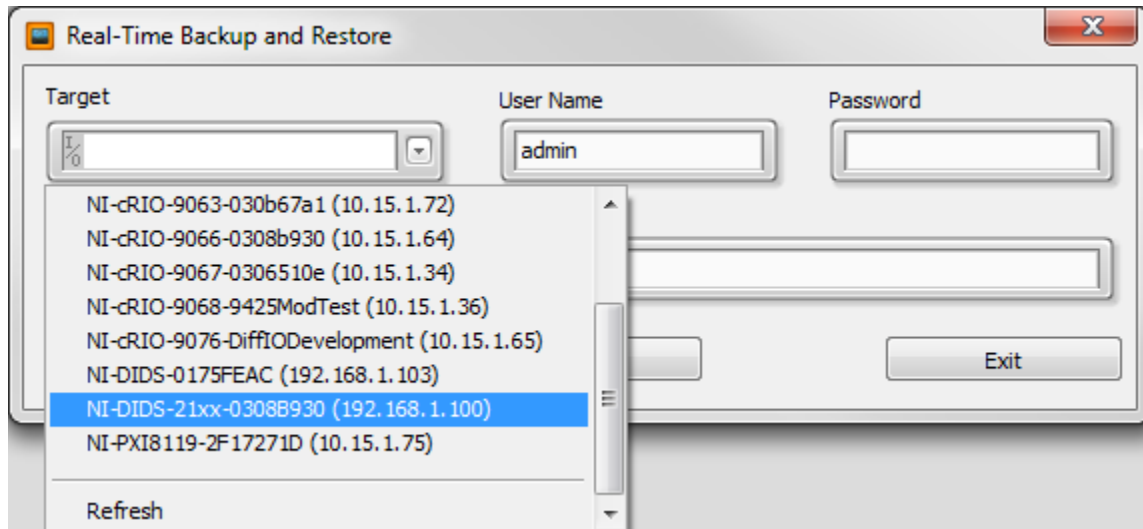 Real-Time Backup and Restore
Target
User Name
Password
I/O
admin
NI-cRIO-9063-030b67a1 (10.15.1.72)
NI-cRIO-9066-0308b930 (10.15.1.64)
NI-cRIO-9067-0306510e (10.15.1.34)
NI-cRIO-9068-9425ModTest (10.15.1.36)
NI-cRIO-9076-DiffIODevelopment (10.15.1.65)
NI-DIDS-0175FEAC (192.168.1.103)
NI-DIDS-21xx-0308B930 (192.168.1.100)
NI-PXI8119-2F17271D (10.15.1.75)
Refresh
Exit